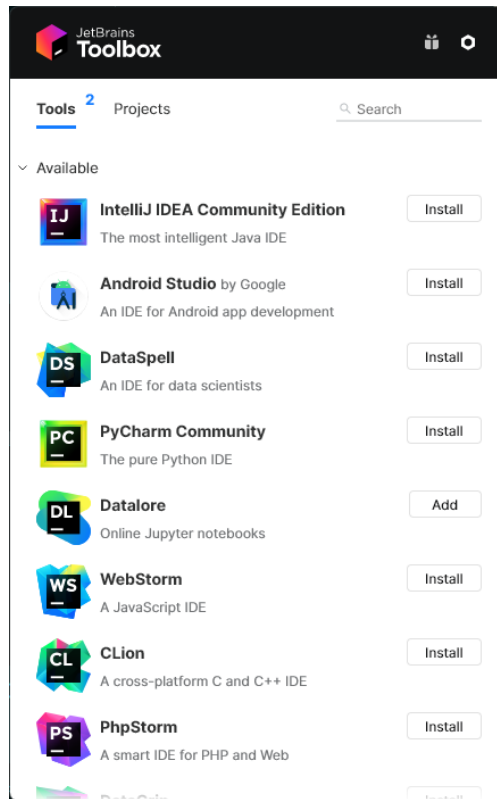 JetBrains
Toolbox
Tools 2 Projects Search
Available
IJ IntelliJ IDEA Community Edition Install
The most intelligent Java IDE
Android Studio by Google Install
An IDE for Android app development
DS DataSpell Install
An IDE for data scientists
PC PyCharm Community Install
The pure Python IDE
DL Datalore Add
Online Jupyter notebooks
WS WebStorm Install
A JavaScript IDE
CL CLion Install
A cross-platform C and C++ IDE
PS PhpStorm Install
A smart IDE for PHP and Web
DataGrip Install